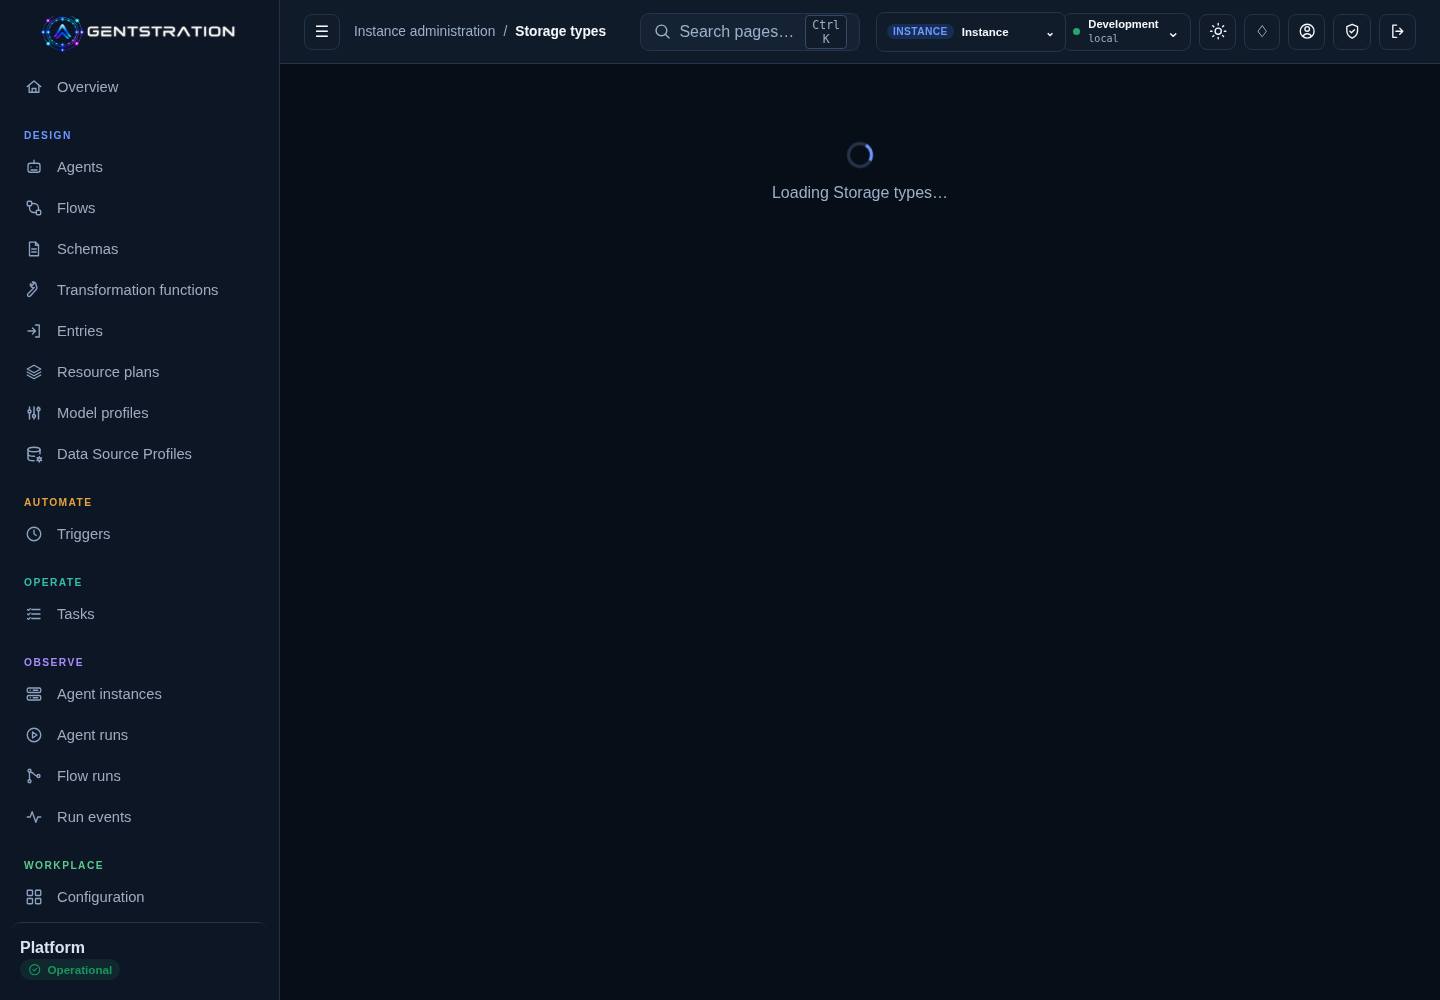 GENTSTRATION
Overview
DESIGN
Agents
Flows
Schemas
Transformation functions
Entries
Resource plans
Model profiles
Data Source Profiles
AUTOMATE
Triggers
OPERATE
Tasks
OBSERVE
Agent instances
Agent runs
Flow runs
Run events
WORKPLACE
Configuration
Platform
Operational
Instance administration / Storage types
Search pages…
Ctrl
K
INSTANCE Instance
Development
local
Loading Storage types…